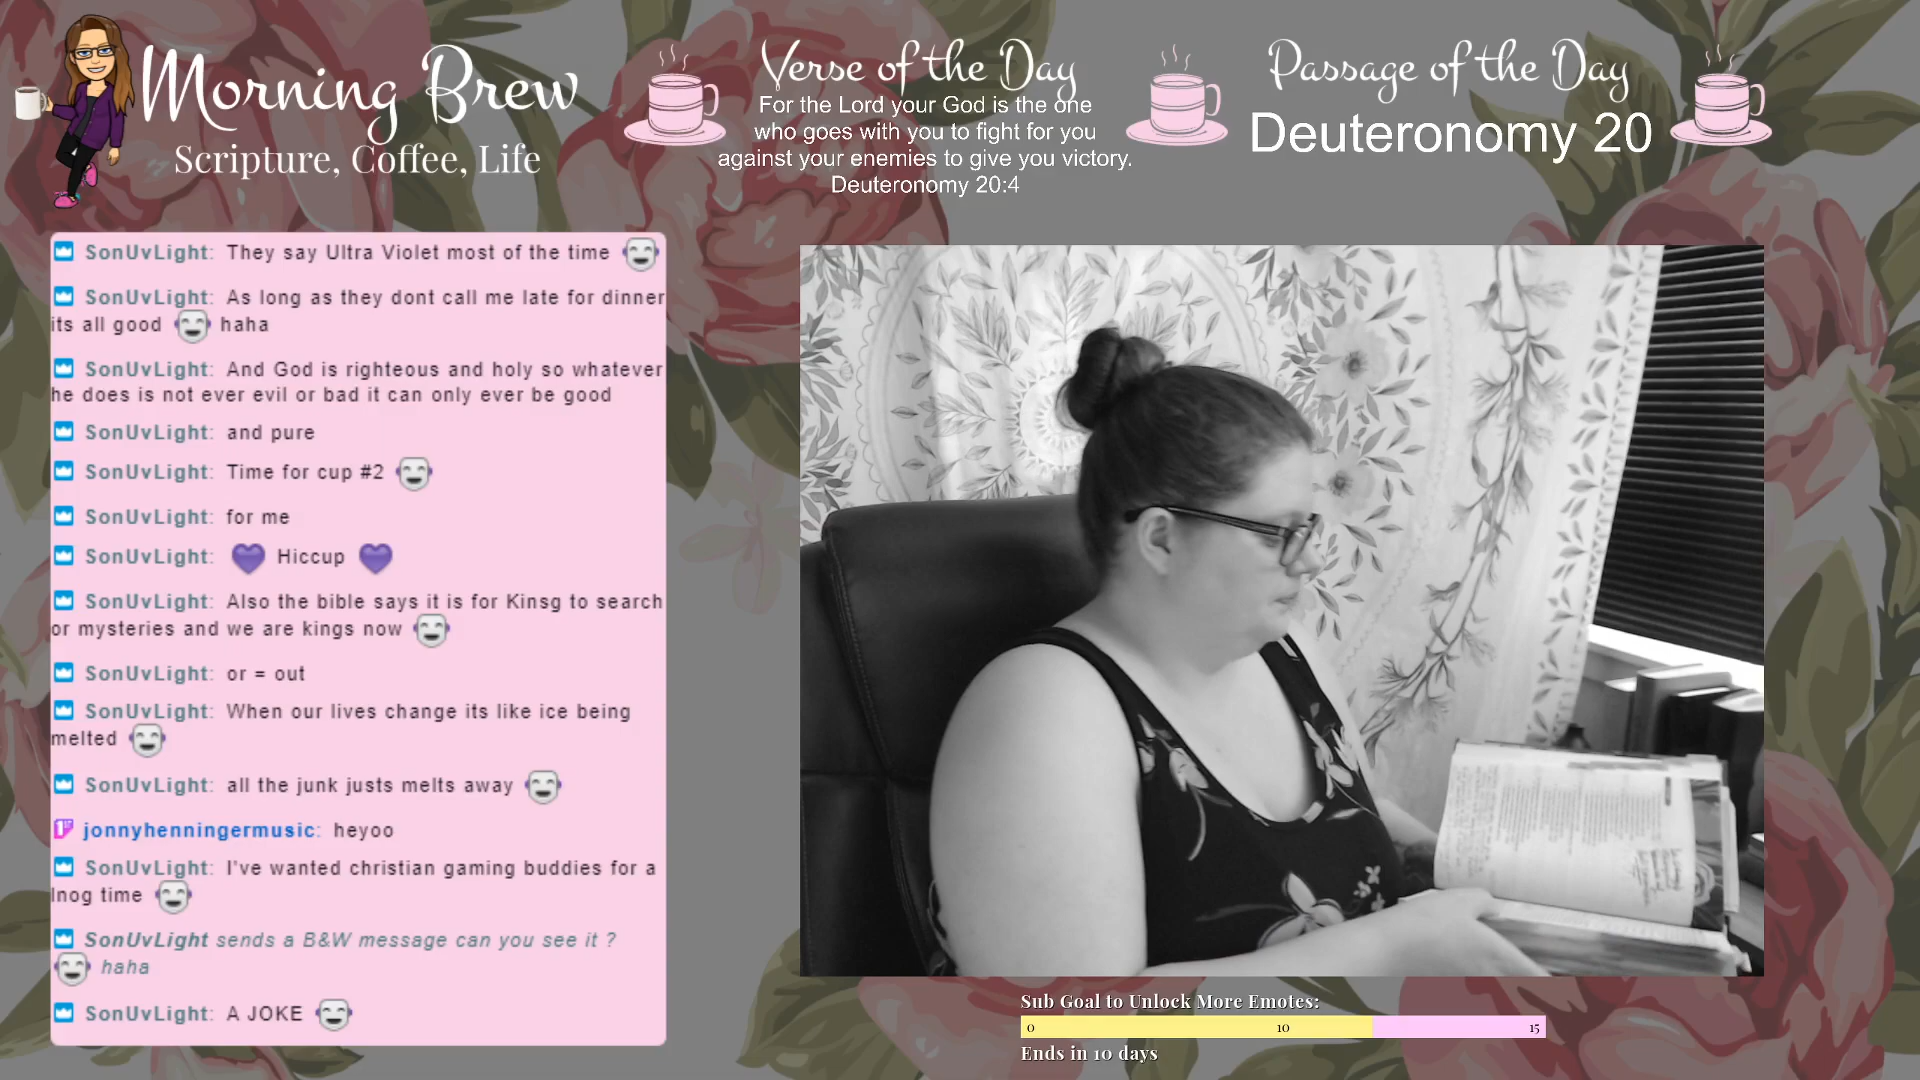 Morning Brew
Scripture, Coffee, Life
Verse of the Day
For the Lord your God is the one
who goes with you to fight for you
against your enemies to give you victory.
Deuteronomy 20:4
Passage of the Day
Deuteronomy 20
SonUvLight: They say Ultra Violet most of the time
SonUvLight: As long as they dont call me late for dinner
its all good haha
SonUvLight: And God is righteous and holy so whatever
he does is not ever evil or bad it can only ever be good
SonUvLight: and pure
SonUvLight: Time for cup #2
SonUvLight: for me
SonUvLight: 💜 Hiccup 💜
SonUvLight: Also the bible says it is for Kinsg to search
or mysteries and we are kings now
SonUvLight: or = out
SonUvLight: When our lives change its like ice being
melted
SonUvLight: all the junk justs melts away
jonnyhenningermusic: heyoo
SonUvLight: I've wanted christian gaming buddies for a
lnog time
SonUvLight sends a B&W message can you see it ?
haha
SonUvLight: A JOKE
Sub Goal to Unlock More Emotes:
0 10 15
Ends in 10 days